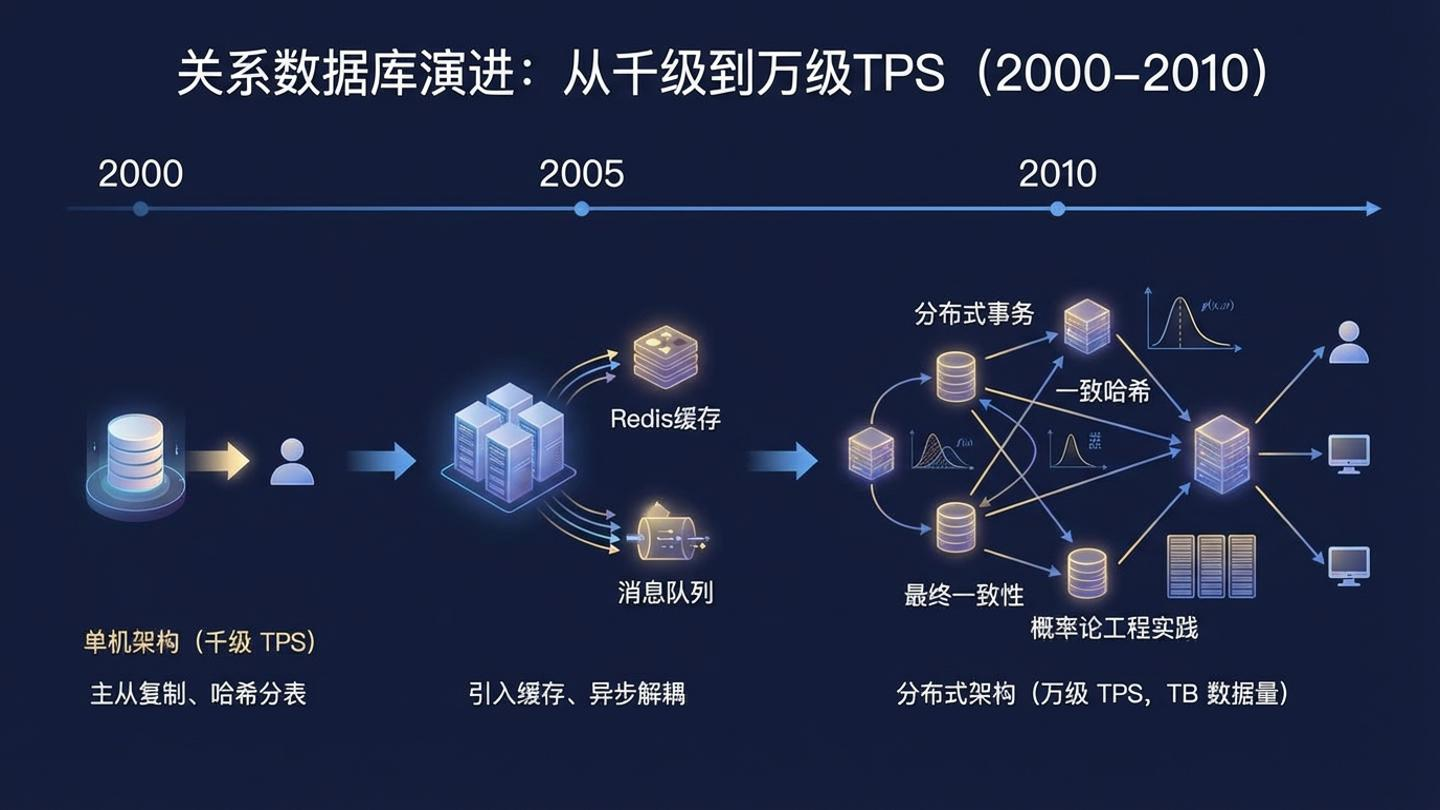 关系数据库演进：从千级到万级TPS（2000–2010）
2000
2005
2010
分布式事务
一致哈希
Redis缓存
消息队列
最终一致性
概率论工程实践
单机架构（千级 TPS）
主从复制、哈希分表
引入缓存、异步解耦
分布式架构（万级 TPS，TB 数据量）